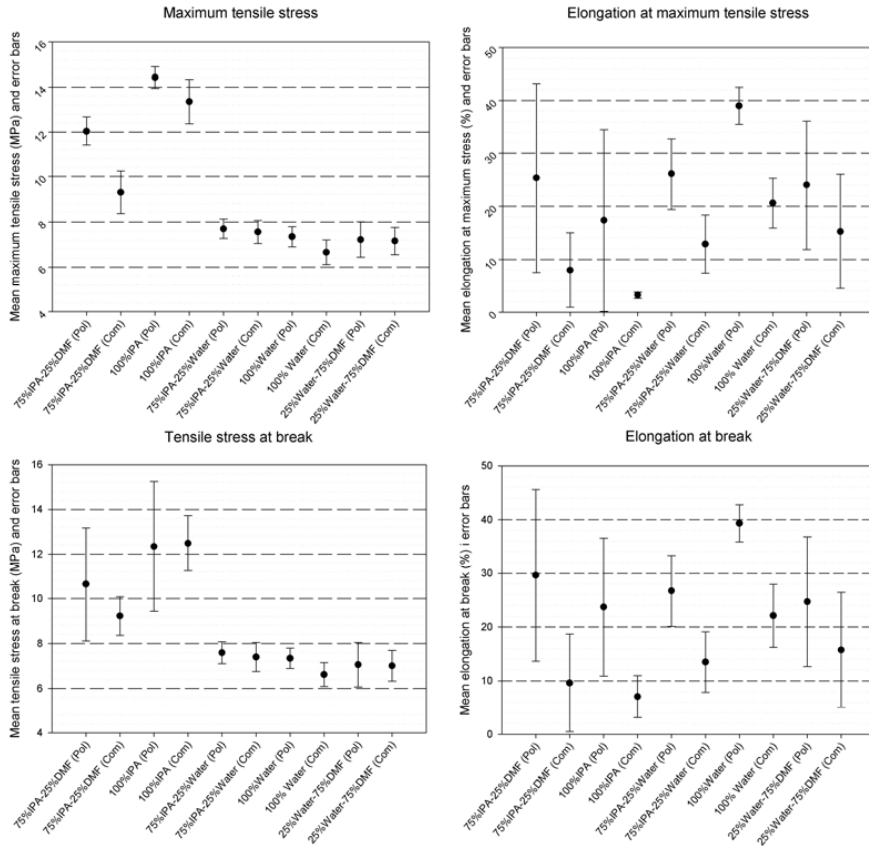 Maximum tensile stress
Mean maximum tensile stress (MPa) and error bars
16
14
12
10
8
6
4
75%IPA-25%DMF (Pol)
75%IPA-25%DMF (Com)
100%IPA (Pol)
100%IPA (Com)
75%IPA-25%Water (Pol)
75%IPA-25%Water (Com)
100%Water (Pol)
100% Water (Com)
25%Water-75%DMF (Pol)
25%Water-75%DMF (Com)
Elongation at maximum tensile stress
Mean elongation at maximum stress (%) and error bars
50
40
30
20
10
0
75%IPA-25%DMF (Pol)
75%IPA-25%DMF (Com)
100%IPA (Pol)
100%IPA (Com)
75%IPA-25%Water (Pol)
75%IPA-25%Water (Com)
100%Water (Pol)
100% Water (Com)
25%Water-75%DMF (Pol)
25%Water-75%DMF (Com)
Tensile stress at break
Mean tensile stress at break (MPa) and error bars
16
14
12
10
8
6
4
75%IPA-25%DMF (Pol)
75%IPA-25%DMF (Com)
100%IPA (Pol)
100%IPA (Com)
75%IPA-25%Water (Pol)
75%IPA-25%Water (Com)
100%Water (Pol)
100% Water (Com)
25%Water-75%DMF (Pol)
25%Water-75%DMF (Com)
Elongation at break
Mean elongation at break (%) i error bars
50
40
30
20
10
0
75%IPA-25%DMF (Pol)
75%IPA-25%DMF (Com)
100%IPA (Pol)
100%IPA (Com)
75%IPA-25%Water (Pol)
75%IPA-25%Water (Com)
100%Water (Pol)
100% Water (Com)
25%Water-75%DMF (Pol)
25%Water-75%DMF (Com)